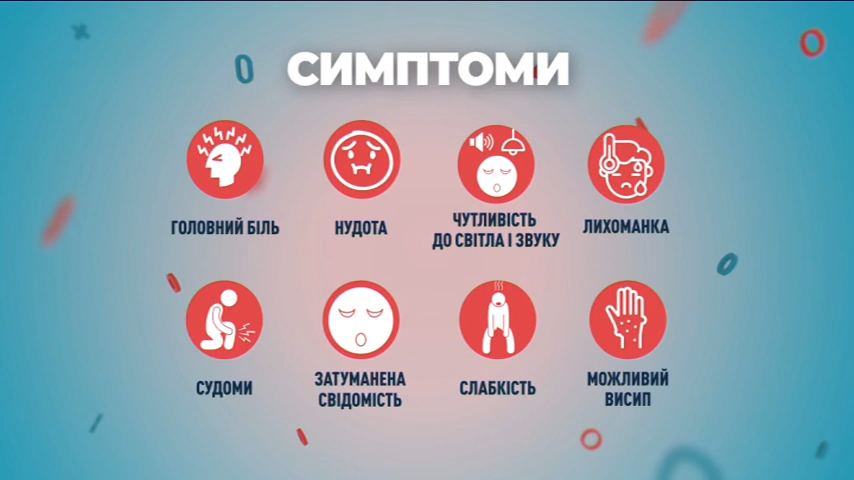 СИМПТОМИ
ГОЛОВНИЙ БІЛЬ
НУДОТА
ЧУТЛИВІСТЬ
ДО СВІТЛА І ЗВУКУ
ЛИХОМАНКА
СУДОМИ
ЗАТУМАНЕНА
СВІДОМІСТЬ
СЛАБКІСТЬ
МОЖЛИВИЙ
ВИСИП